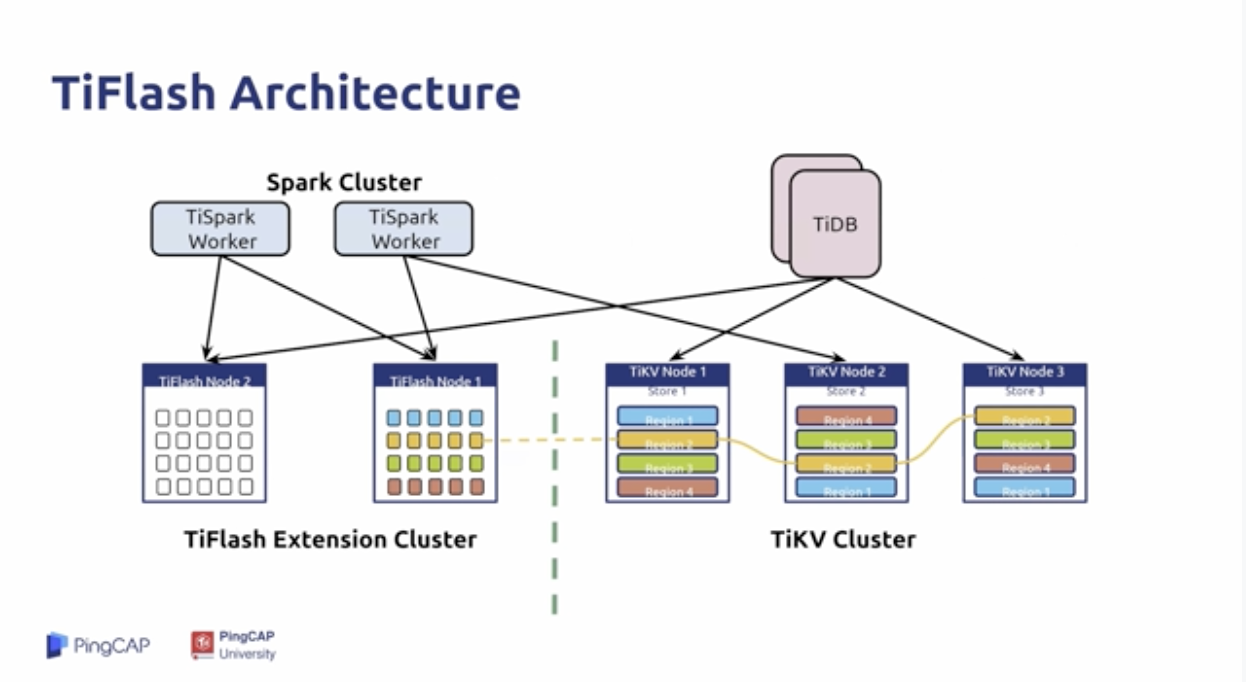 TiFlash Architecture
Spark Cluster
TiSpark
Worker
TiSpark
Worker
TiDB
TiFlash Node 2
TiFlash Node 1
TiKV Node 1
Store 1
Region 1
Region 2
Region 3
Region 4
TiKV Node 2
Store 2
Region 4
Region 3
Region 2
Region 1
TiKV Node 3
Store 3
Region 2
Region 3
Region 4
Region 1
TiFlash Extension Cluster
TiKV Cluster
PingCAP
PingCAP
University